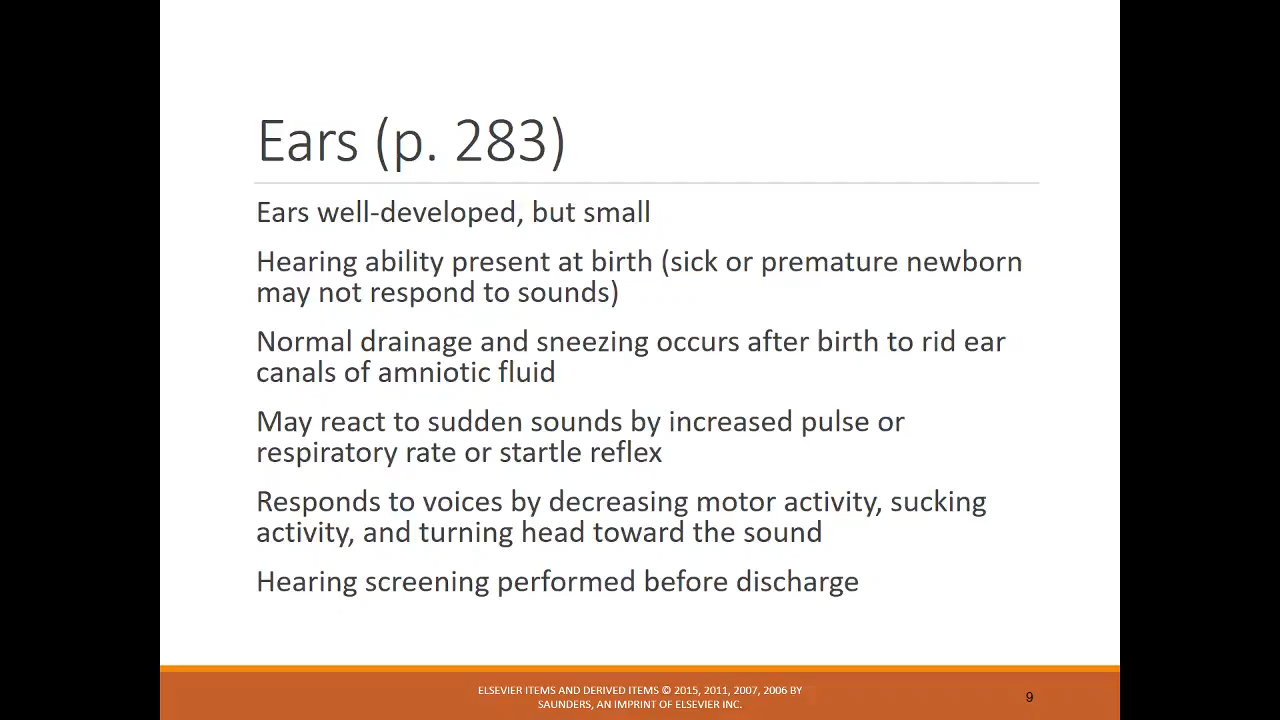 Ears (p. 283)
Ears well-developed, but small
Hearing ability present at birth (sick or premature newborn
may not respond to sounds)
Normal drainage and sneezing occurs after birth to rid ear
canals of amniotic fluid
May react to sudden sounds by increased pulse or
respiratory rate or startle reflex
Responds to voices by decreasing motor activity, sucking
activity, and turning head toward the sound
Hearing screening performed before discharge
ELSEVIER ITEMS AND DERIVED ITEMS © 2015, 2011, 2007, 2006 BY
SAUNDERS, AN IMPRINT OF ELSEVIER INC.
9